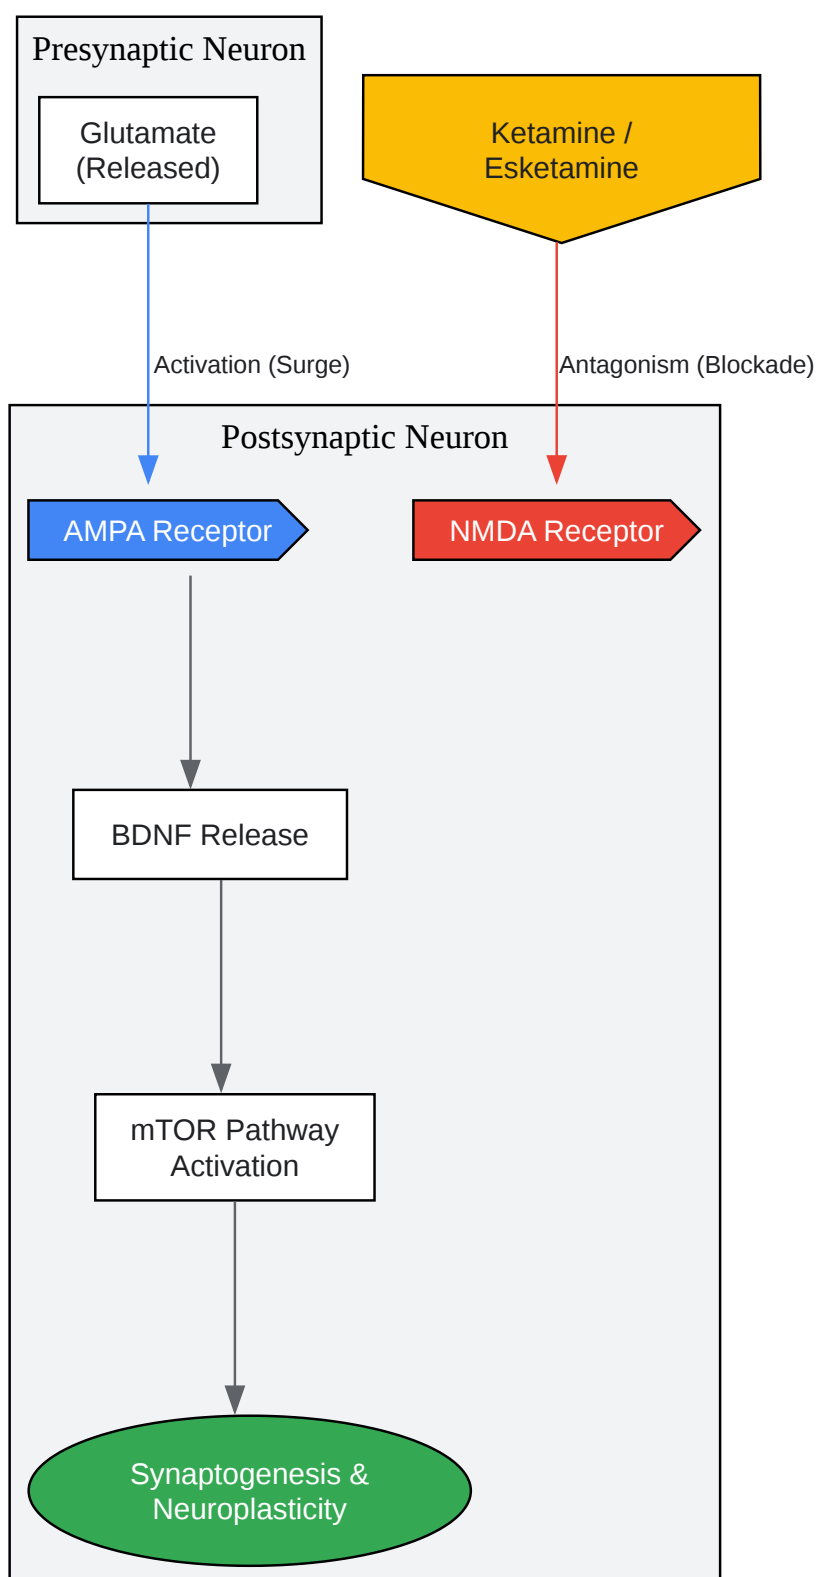 Presynaptic Neuron
Glutamate
(Released)
Ketamine /
Esketamine
Activation (Surge)
Antagonism (Blockade)
Postsynaptic Neuron
AMPA Receptor
NMDA Receptor
BDNF Release
mTOR Pathway
Activation
Synaptogenesis &
Neuroplasticity